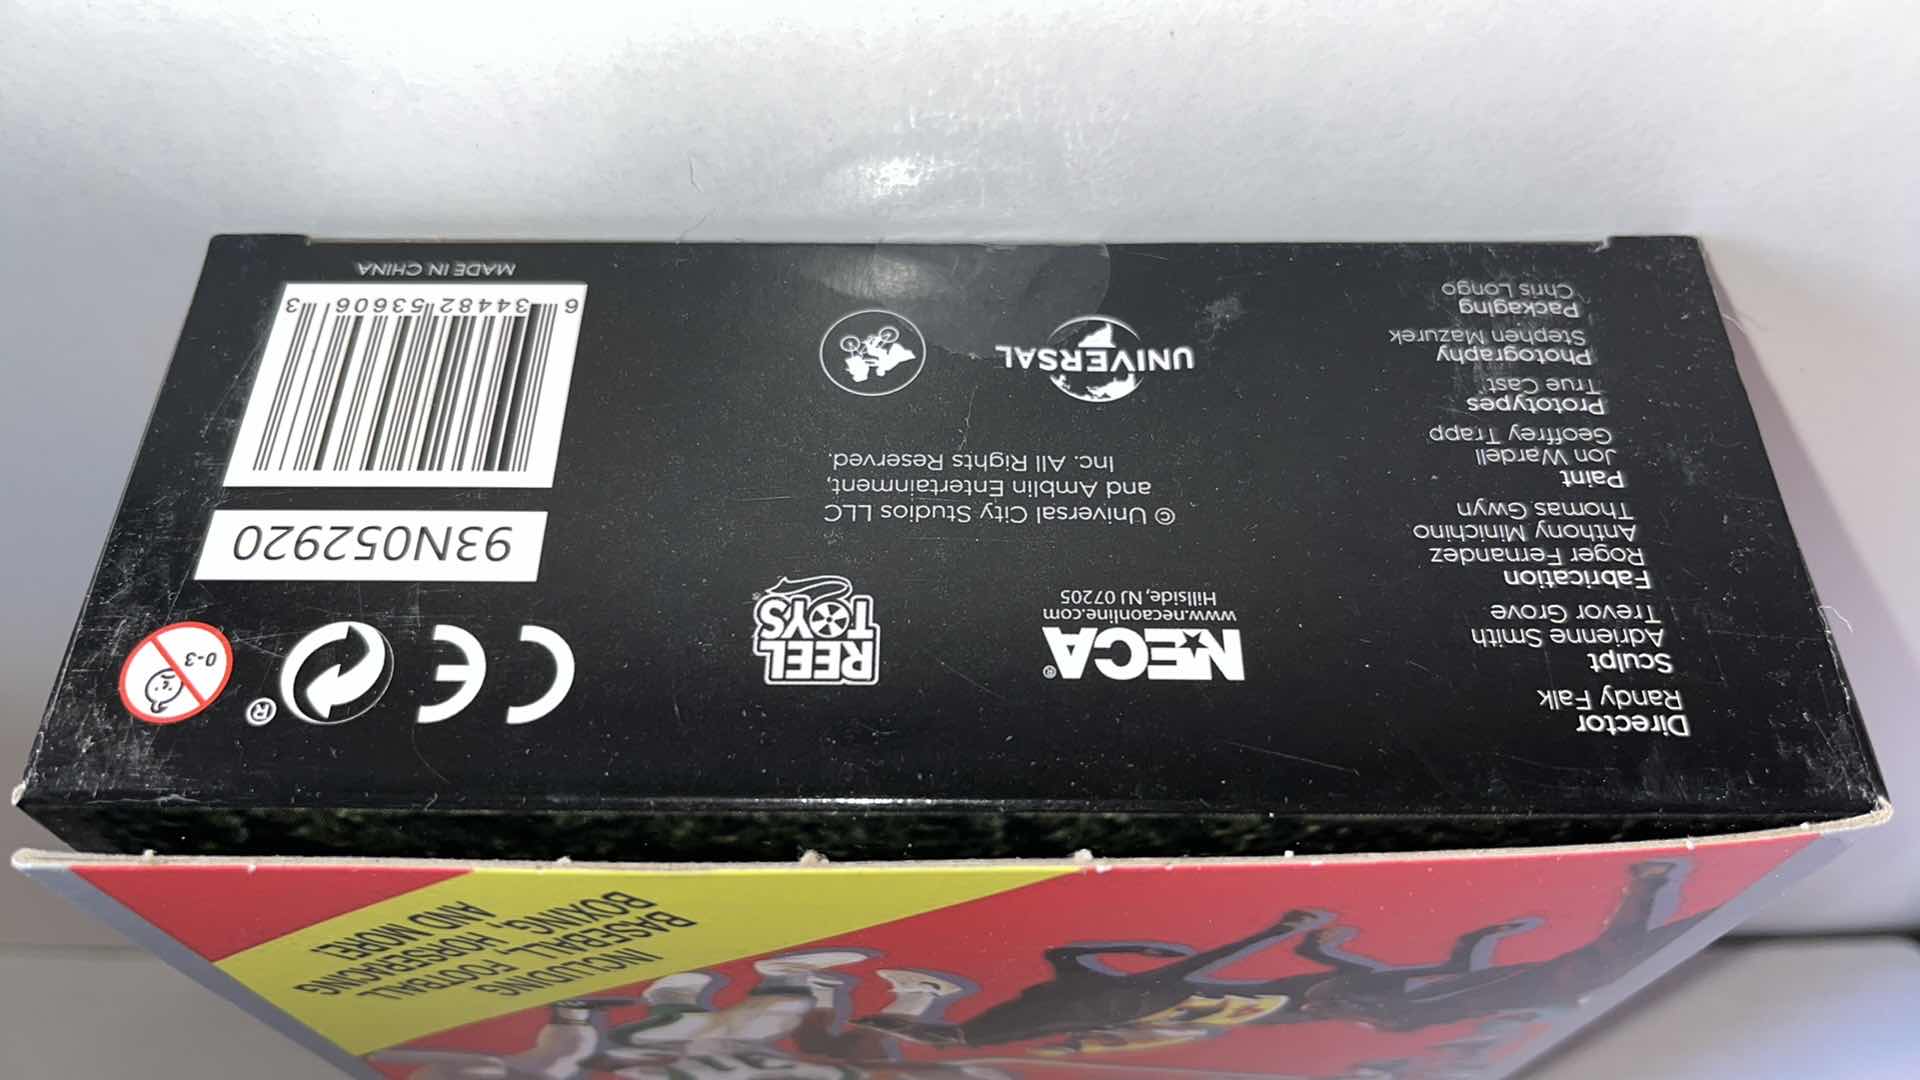 INCLUDING
BASEBALL, FOOTBALL
BOXING, HORSERACING
AND MORE!
Director
Randy Falk
Sculpt
Adrienne Smith
Trevor Grove
Fabrication
Roger Fernandez
Anthony Minichino
Thomas Gwyn
Paint
Jon Wardell
Geoffrey Trapp
Prototypes
True Cast
Photography
Stephen Mazurek
Packaging
Chris Longo
NECA®
www.necaonline.com
Hillside, NJ 07205
REEL
TOYS
© Universal City Studios LLC
and Amblin Entertainment,
Inc. All Rights Reserved.
UNIVERSAL
CE
®
0-3
93N052920
6 34482 53606 3
MADE IN CHINA